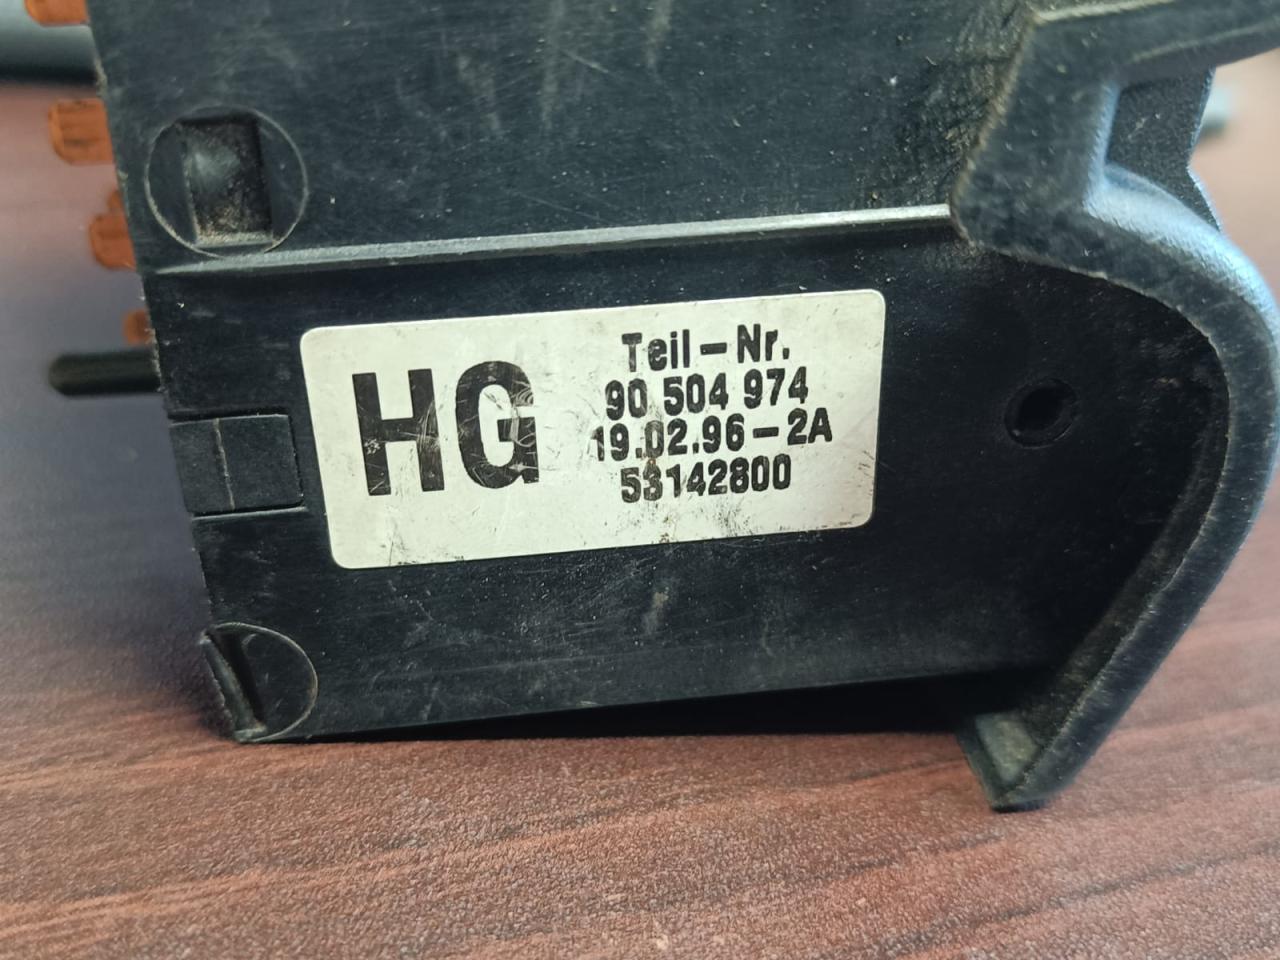 HG
Teil-Nr.
90 504 974
19.02.96-2A
53142800